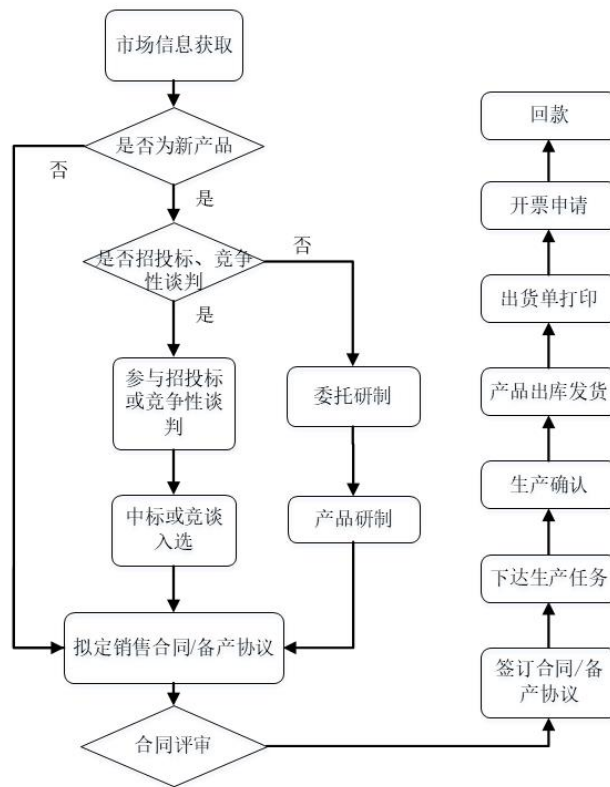 市场信息获取
是否为新产品
否
是
是否招投标、竞争
性谈判
否
是
参与招投标
或竞争性谈
判
委托研制
中标或竞谈
入选
产品研制
拟定销售合同/备产协议
合同评审
回款
开票申请
出货单打印
产品出库发货
生产确认
下达生产任务
签订合同/备
产协议